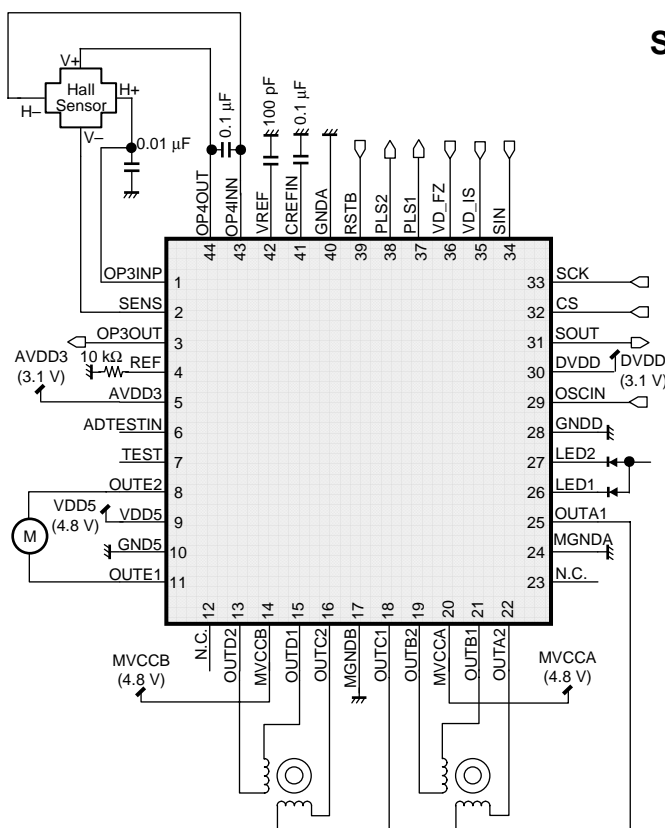 S
V+
Hall
Sensor
H+
H−
V−
0.01 µF
0.1 µF
100 pF
0.1 µF
OP4OUT
OP4INN
VREF
CREFIN
GNDA
RSTB
PLS2
PLS1
VD_FZ
VD_IS
SIN
44
43
42
41
40
39
38
37
36
35
34
OP3INP 1
SENS 2
OP3OUT 3
AVDD3
(3.1 V)
10 kΩ
REF 4
AVDD3 5
ADTESTIN 6
TEST 7
OUTE2 8
VDD5
(4.8 V)
VDD5 9
M
GND5 10
OUTE1 11
33 SCK
32 CS
31 SOUT
30 DVDD
DVDD
(3.1 V)
29 OSCIN
28 GNDD
27 LED2
26 LED1
25 OUTA1
24 MGNDA
23 N.C.
12
13
14
15
16
17
18
19
20
21
22
N.C.
OUTD2
MVCCB
OUTD1
OUTC2
MGNDB
OUTC1
OUTB2
MVCCA
OUTB1
OUTA2
MVCCB
(4.8 V)
MVCCA
(4.8 V)